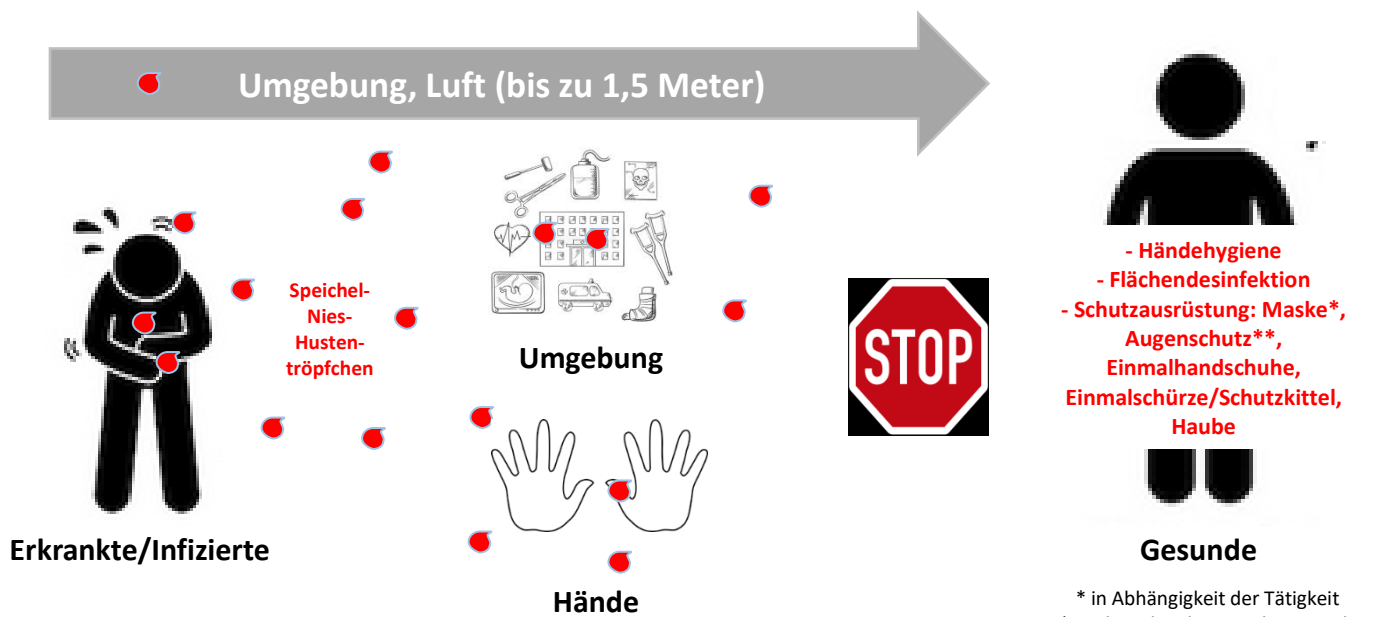 Umgebung, Luft (bis zu 1,5 Meter)
Speichel-
Nies-
Husten-
tröpfchen
Umgebung
STOP
- Händehygiene
- Flächendesinfektion
- Schutzausrüstung: Maske*,
Augenschutz**,
Einmalhandschuhe,
Einmalschürze/Schutzkittel,
Haube
Erkrankte/Infizierte
Hände
Gesunde
* in Abhängigkeit der Tätigkeit